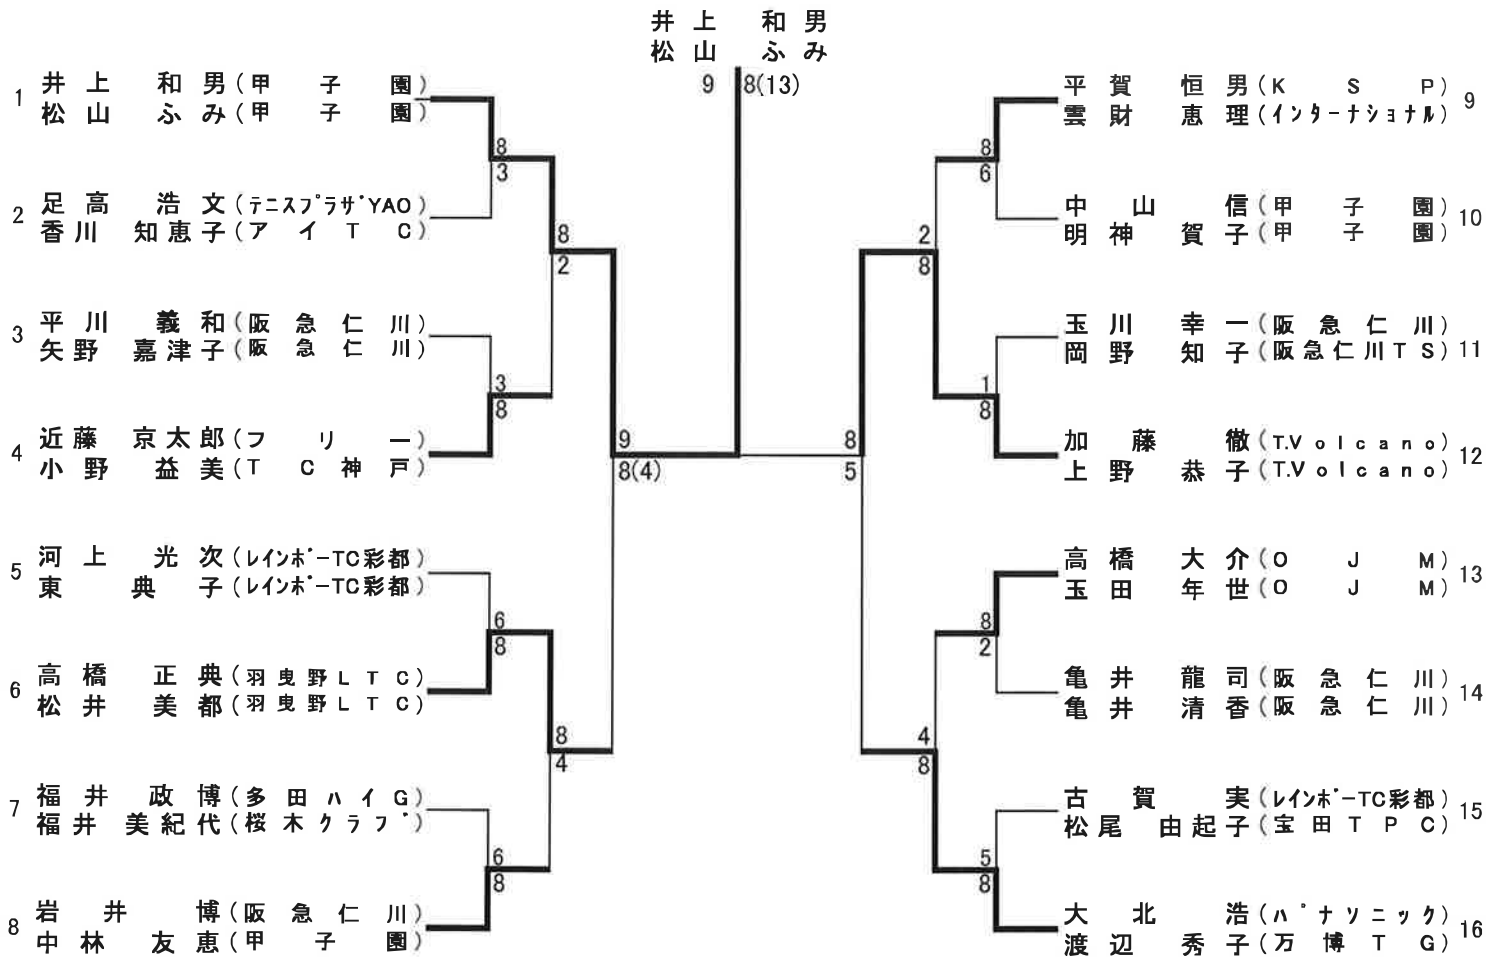 井上 和男
松山 ふみ
9 8(13)
1 井上 和男(甲子園)
松山 ふみ(甲子園)
8
3
2 足高 浩文(テニスプラザYAO)
香川 知恵子(アイTC)
8
2
3 平川 義和(阪急仁川)
矢野 嘉津子(阪急仁川)
3
8
4 近藤 京太郎(フリー)
小野 益美(TC神戸)
9
8(4)
5 河上 光次(レインボーTC彩都)
東 典子(レインボーTC彩都)
6
8
6 高橋 正典(羽曳野LTC)
松井 美都(羽曳野LTC)
8
4
7 福井 政博(多田ハイG)
福井 美紀代(桜木クラブ)
6
8
8 岩井 博(阪急仁川)
中林 友恵(甲子園)
平賀 恒男(KSP) 9
雲財 恵理(インターナショナル)
8
6
中山 信(甲子園) 10
明神 賀子(甲子園)
2
8
玉川 幸一(阪急仁川) 11
岡野 知子(阪急仁川TS)
1
8
加藤 徹(T.Volcano) 12
上野 恭子(T.Volcano)
8
5
高橋 大介(OJM) 13
玉田 年世(OJM)
8
2
亀井 龍司(阪急仁川) 14
亀井 清香(阪急仁川)
4
8
古賀 実(レインボーTC彩都) 15
松尾 由起子(宝田TPC)
5
8
大北 浩(パナソニック) 16
渡辺 秀子(万博TG)